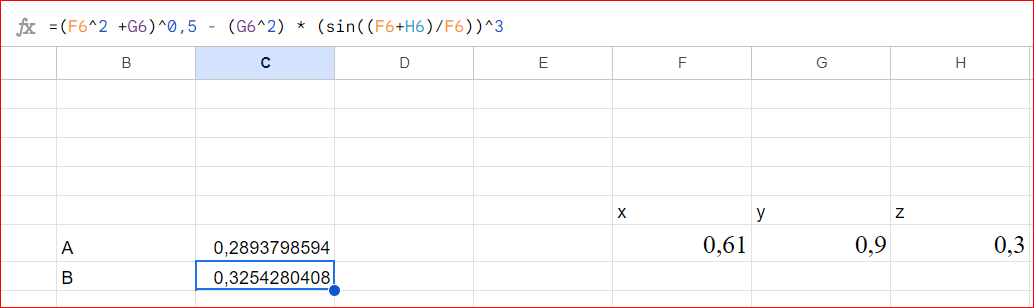 fx =(F6^2 +G6)^0,5 - (G6^2) * (sin((F6+H6)/F6))^3
B C D E F G H
x y z
A 0,2893798594 0,61 0,9 0,3
B 0,3254280408